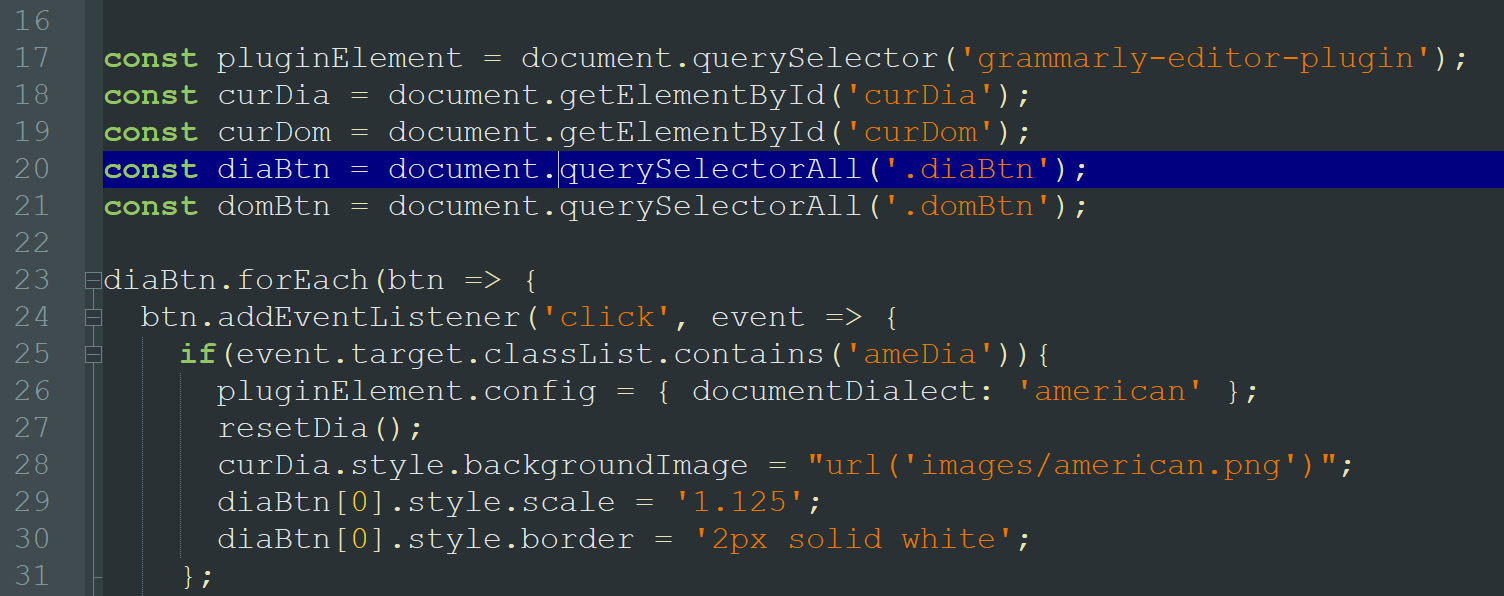 16
17 const pluginElement = document.querySelector('grammarly-editor-plugin');
18 const curDia = document.getElementById('curDia');
19 const curDom = document.getElementById('curDom');
20 const diaBtn = document.querySelectorAll('.diaBtn');
21 const domBtn = document.querySelectorAll('.domBtn');
22
23 diaBtn.forEach(btn => {
24   btn.addEventListener('click', event => {
25     if(event.target.classList.contains('ameDia')){
26       pluginElement.config = { documentDialect: 'american' };
27       resetDia();
28       curDia.style.backgroundImage = "url('images/american.png')";
29       diaBtn[0].style.scale = '1.125';
30       diaBtn[0].style.border = '2px solid white';
31     };